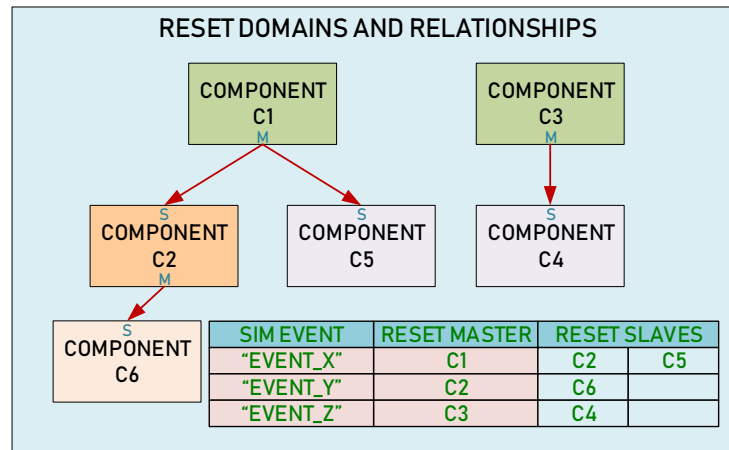 RESET DOMAINS AND RELATIONSHIPS
COMPONENT
C1
M
COMPONENT
C3
M
S
COMPONENT
C2
M
S
COMPONENT
C5
S
COMPONENT
C4
S
COMPONENT
C6
SIM EVENT RESET MASTER RESET SLAVES
“EVENT_X” C1 C2 C5
“EVENT_Y” C2 C6
“EVENT_Z” C3 C4